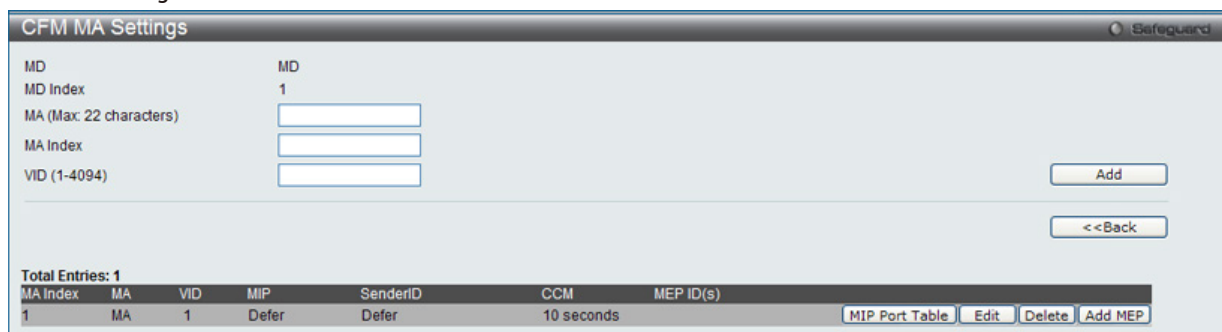 CFM MA Settings
Safeguard
MD MD
MD Index 1
MA (Max: 22 characters)
MA Index
VID (1-4094)
Add
<<Back
Total Entries: 1
MA Index MA VID MIP SenderID CCM MEP ID(s)
1 MA 1 Defer Defer 10 seconds MIP Port Table Edit Delete Add MEP